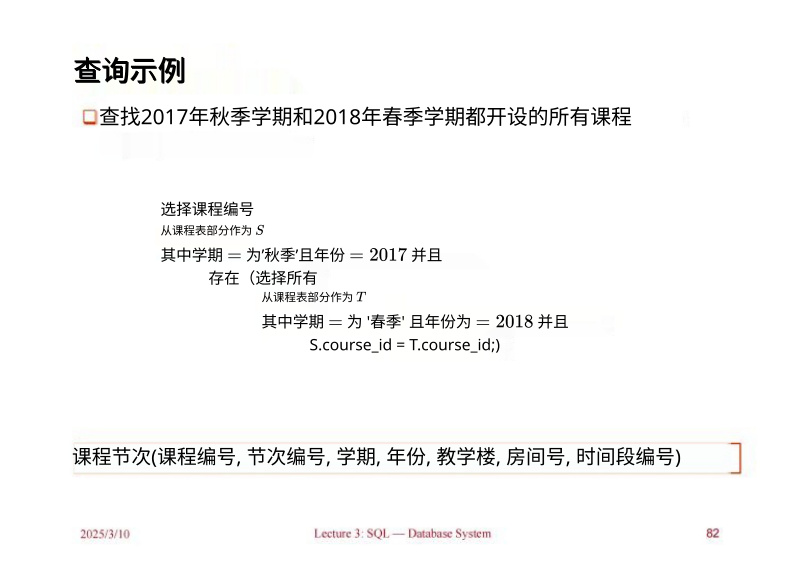 查询示例
查找2017年秋季学期和2018年春季学期都开设的所有课程
选择课程编号
从课程表部分作为 S
其中学期 = 为'秋季'且年份 = 2017 并且
存在（选择所有
从课程表部分作为 T
其中学期 = 为 '春季' 且年份为 = 2018 并且
S.course_id = T.course_id;)
课程节次(课程编号, 节次编号, 学期, 年份, 教学楼, 房间号, 时间段编号)
2025/3/10 Lecture 3: SQL — Database System 82